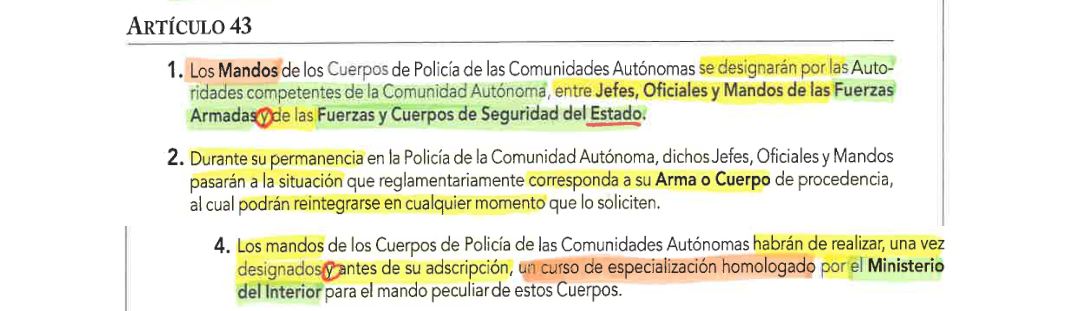 ARTÍCULO 43
1. Los Mandos de los Cuerpos de Policía de las Comunidades Autónomas se designarán por las Auto-
ridades competentes de la Comunidad Autónoma, entre Jefes, Oficiales y Mandos de las Fuerzas
Armadas y de las Fuerzas y Cuerpos de Seguridad del Estado.
2. Durante su permanencia en la Policía de la Comunidad Autónoma, dichos Jefes, Oficiales y Mandos
pasarán a la situación que reglamentariamente corresponda a su Arma o Cuerpo de procedencia,
al cual podrán reintegrarse en cualquier momento que lo soliciten.
4. Los mandos de los Cuerpos de Policía de las Comunidades Autónomas habrán de realizar, una vez
designados y antes de su adscripción, un curso de especialización homologado por el Ministerio
del Interior para el mando peculiar de estos Cuerpos.